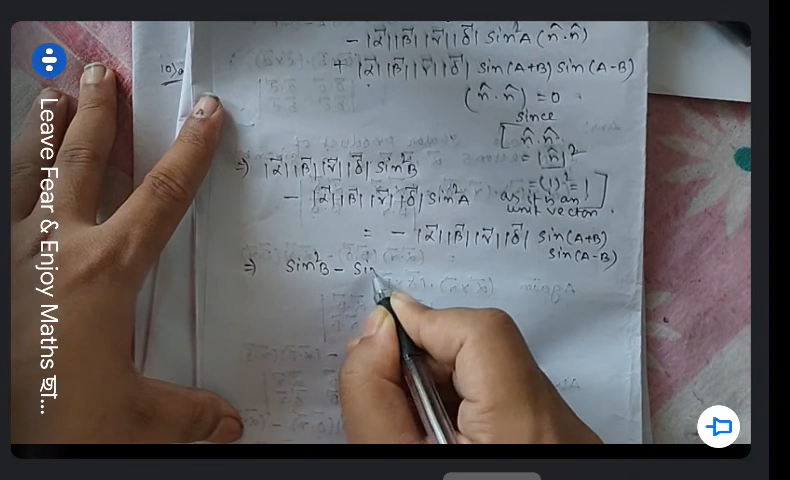 - |α⃗||β⃗||γ⃗||δ⃗| sin²A (n̂.n̂)
+ |α⃗||β⃗||γ⃗||δ⃗| sin(A+B) sin(A-B)
(n̂.n̂) = 0
since
[ n̂.n̂
= |n̂|²
= (1)² = 1 ]
as it is an
unit vector.
⇒ |α⃗||β⃗||γ⃗||δ⃗| sin²B
- |α⃗||β⃗||γ⃗||δ⃗| sin²A
= - |α⃗||β⃗||γ⃗||δ⃗| sin(A+B)
sin(A-B)
⇒ sin²B - sin
10)
Leave Fear & Enjoy Maths ছা...